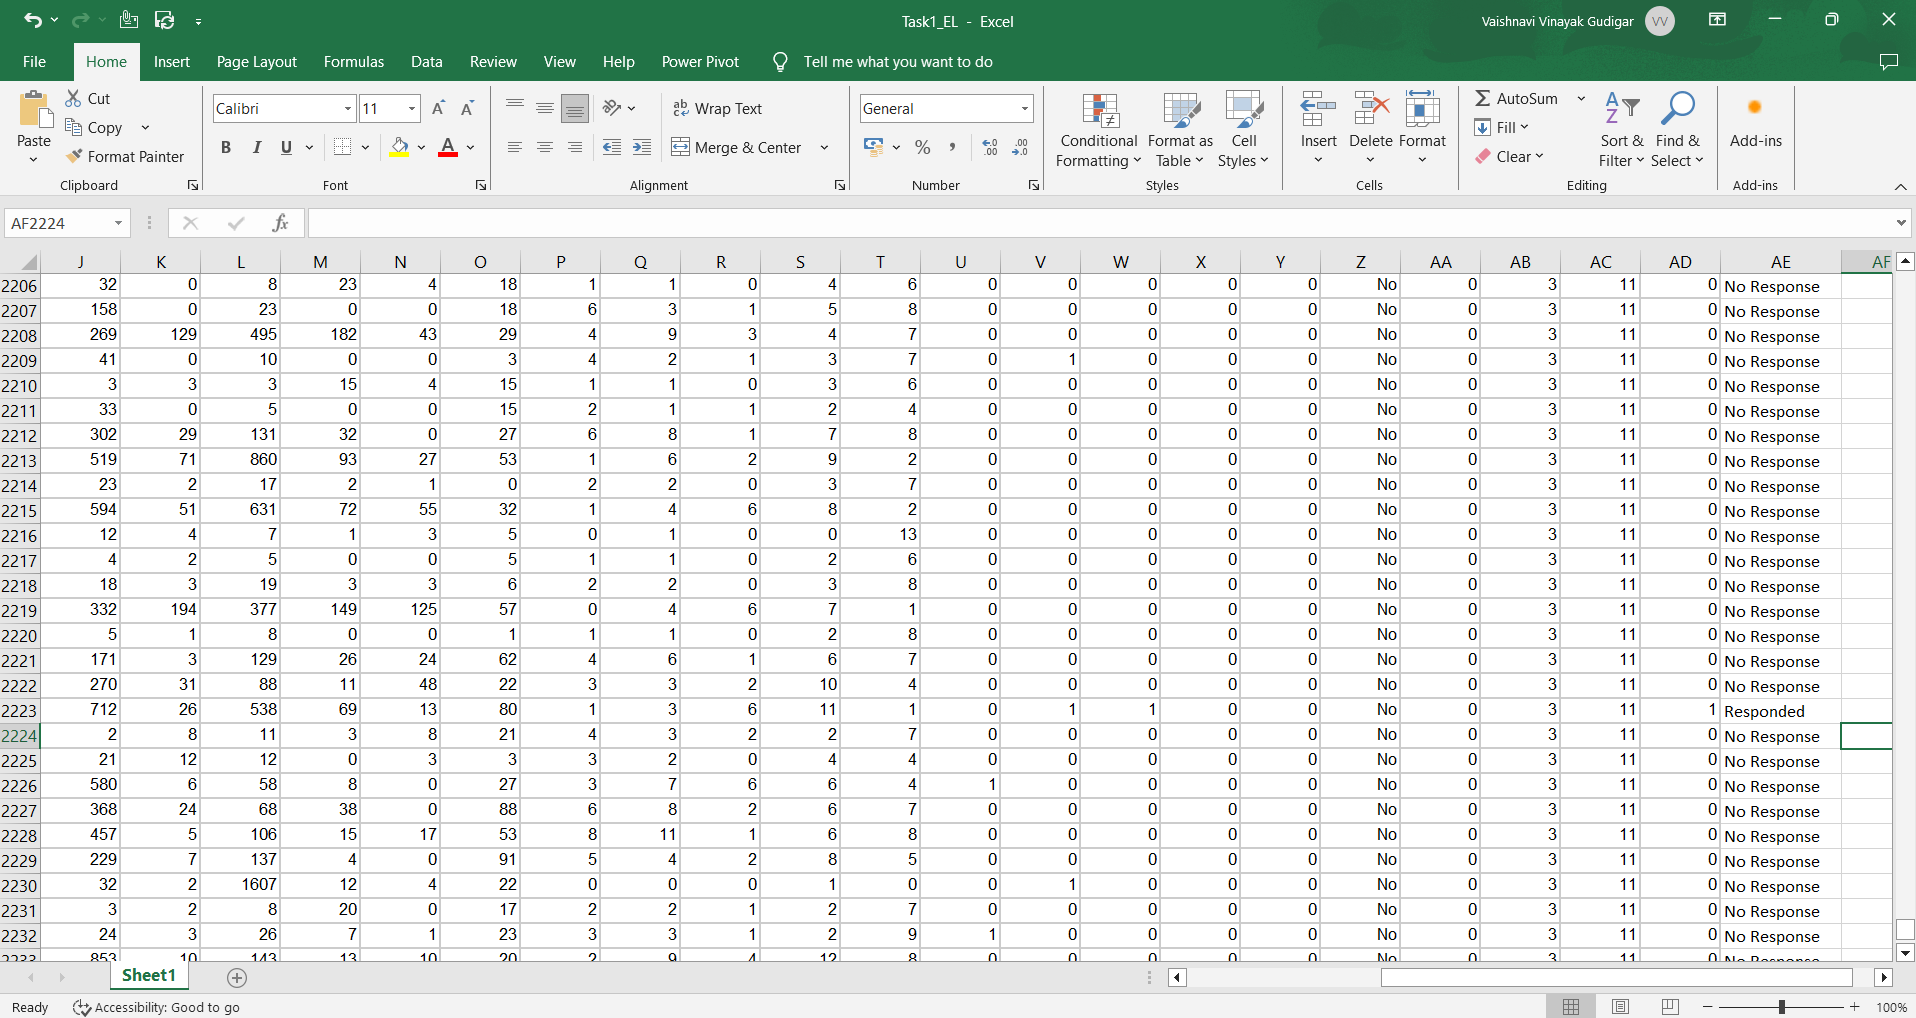 Task1_EL - Excel
Vaishnavi Vinayak Gudigar VV
File Home Insert Page Layout Formulas Data Review View Help Power Pivot Tell me what you want to do
Paste
Cut
Copy
Format Painter
Clipboard
Calibri 11
B I U
Font
Wrap Text
Merge & Center
Alignment
General
%
Number
Conditional Formatting
Format as Table
Cell Styles
Styles
Insert Delete Format
Cells
AutoSum
Fill
Clear
Sort & Filter
Find & Select
Editing
Add-ins
Add-ins
AF2224 fx
J K L M N O P Q R S T U V W X Y Z AA AB AC AD AE AF
2206 32 0 8 23 4 18 1 1 0 4 6 0 0 0 0 0 No 0 3 11 0 No Response
2207 158 0 23 0 0 18 6 3 1 5 8 0 0 0 0 0 No 0 3 11 0 No Response
2208 269 129 495 182 43 29 4 9 3 4 7 0 0 0 0 0 No 0 3 11 0 No Response
2209 41 0 10 0 0 3 4 2 1 3 7 0 1 0 0 0 No 0 3 11 0 No Response
2210 3 3 3 15 4 15 1 1 0 3 6 0 0 0 0 0 No 0 3 11 0 No Response
2211 33 0 5 0 0 15 2 1 1 2 4 0 0 0 0 0 No 0 3 11 0 No Response
2212 302 29 131 32 0 27 6 8 1 7 8 0 0 0 0 0 No 0 3 11 0 No Response
2213 519 71 860 93 27 53 1 6 2 9 2 0 0 0 0 0 No 0 3 11 0 No Response
2214 23 2 17 2 1 0 2 2 0 3 7 0 0 0 0 0 No 0 3 11 0 No Response
2215 594 51 631 72 55 32 1 4 6 8 2 0 0 0 0 0 No 0 3 11 0 No Response
2216 12 4 7 1 3 5 0 1 0 0 13 0 0 0 0 0 No 0 3 11 0 No Response
2217 4 2 5 0 0 5 1 1 0 2 6 0 0 0 0 0 No 0 3 11 0 No Response
2218 18 3 19 3 3 6 2 2 0 3 8 0 0 0 0 0 No 0 3 11 0 No Response
2219 332 194 377 149 125 57 0 4 6 7 1 0 0 0 0 0 No 0 3 11 0 No Response
2220 5 1 8 0 0 1 1 1 0 2 8 0 0 0 0 0 No 0 3 11 0 No Response
2221 171 3 129 26 24 62 4 6 1 6 7 0 0 0 0 0 No 0 3 11 0 No Response
2222 270 31 88 11 48 22 3 3 2 10 4 0 0 0 0 0 No 0 3 11 0 No Response
2223 712 26 538 69 13 80 1 3 6 11 1 0 1 1 0 0 No 0 3 11 1 Responded
2224 2 8 11 3 8 21 4 3 2 2 7 0 0 0 0 0 No 0 3 11 0 No Response
2225 21 12 12 0 3 3 3 2 0 4 4 0 0 0 0 0 No 0 3 11 0 No Response
2226 580 6 58 8 0 27 3 7 6 6 4 1 0 0 0 0 No 0 3 11 0 No Response
2227 368 24 68 38 0 88 6 8 2 6 7 0 0 0 0 0 No 0 3 11 0 No Response
2228 457 5 106 15 17 53 8 11 1 6 8 0 0 0 0 0 No 0 3 11 0 No Response
2229 229 7 137 4 0 91 5 4 2 8 5 0 0 0 0 0 No 0 3 11 0 No Response
2230 32 2 1607 12 4 22 0 0 0 1 0 0 1 0 0 0 No 0 3 11 0 No Response
2231 3 2 8 20 0 17 2 2 1 2 7 0 0 0 0 0 No 0 3 11 0 No Response
2232 24 3 26 7 1 23 3 3 1 2 9 1 0 0 0 0 No 0 3 11 0 No Response
2233 853 10 143 13 10 20 2 9 4 12 8 0 0 0 0 0 No 0 3 11 0 No Response
Sheet1
Ready Accessibility: Good to go 100%